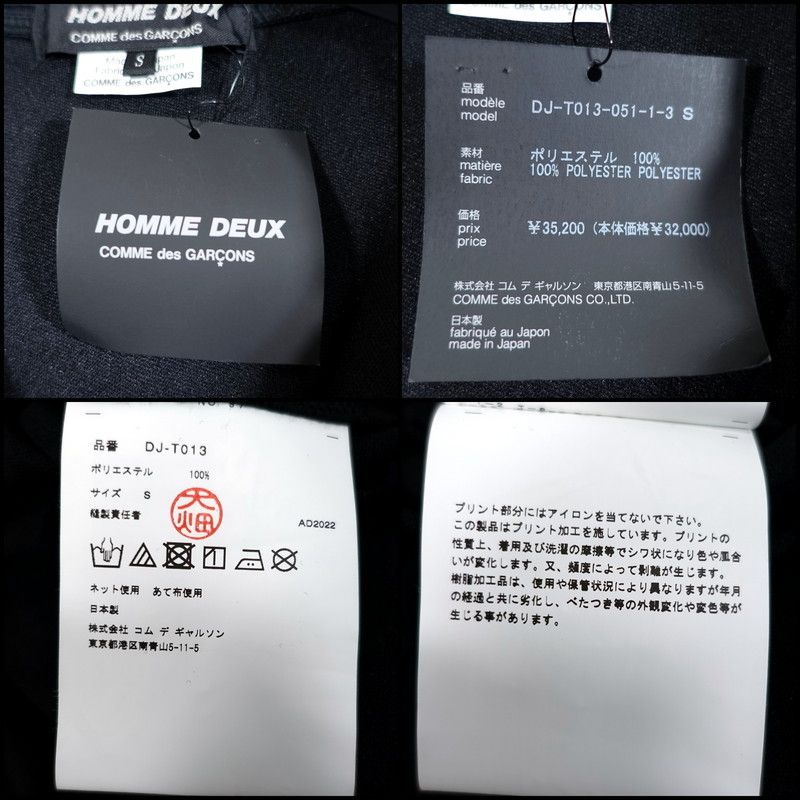 HOMME DEUX
COMME des GARÇONS
S
COMME des GARÇONS
HOMME DEUX
COMME des GARÇONS
品番
modèle
model
DJ-T013-051-1-3 S
素材
matière
fabric
ポリエステル 100%
100% POLYESTER POLYESTER
価格
prix
price
¥35,200 (本体価格¥32,000)
株式会社 コム デ ギャルソン 東京都港区南青山5-11-5
COMME des GARÇONS CO.,LTD.
日本製
fabriqué au Japon
made in Japan
品番 DJ-T013
ポリエステル 100%
サイズ S
縫製責任者
大畑
AD2022
ネット使用 あて布使用
日本製
株式会社 コム デ ギャルソン
東京都港区南青山5-11-5
プリント部分にはアイロンを当てないで下さい。
この製品はプリント加工を施しています。プリントの
性質上、着用及び洗濯の摩擦等でシワ状になり色や風合
いが変化します。又、頻度によって剥離が生じます。
樹脂加工品は、使用や保管状況により異なりますが年月
の経過と共に劣化し、べたつき等の外観変化や変色等が
生じる事があります。